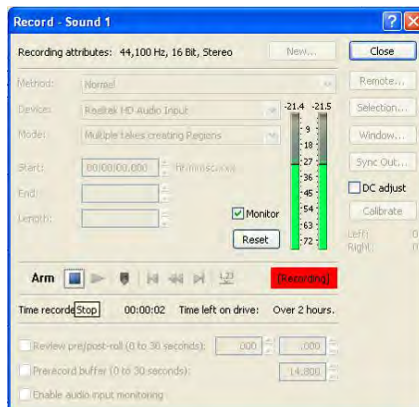 Record - Sound 1
Recording attributes: 44,100 Hz, 16 Bit, Stereo New... Close
Method: Normal Remote...
Device: Realtek HD Audio Input -21.4 -21.5 Selection...
Mode: Multiple takes creating Regions Window...
Start: 00:00:00.000 Sync Out...
End: DC adjust
Length: Monitor Calibrate
Reset
- 9 -
- 18 -
- 27 -
- 36 -
- 45 -
- 54 -
- 63 -
- 72 -
Left: 0
Right: 0
Arm [Recording]
Time recorde Stop 00:00:02 Time left on drive: Over 2 hours.
Review pre/post-roll (0 to 30 seconds): .000 .000
Prerecord buffer (0 to 30 seconds): 14.800
Enable audio input monitoring